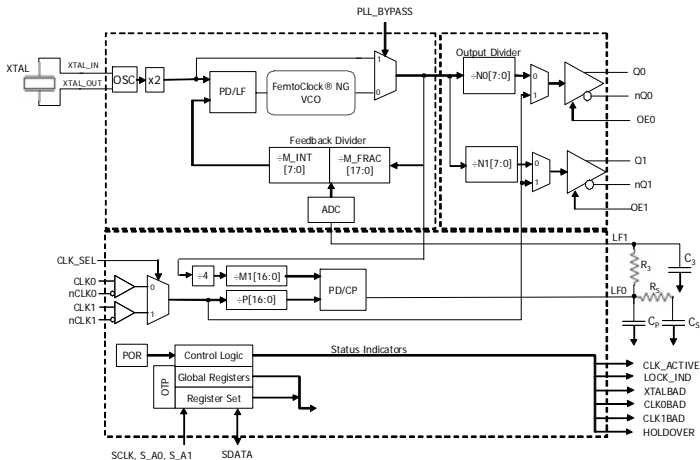 PLL_BYPASS
XTAL
XTAL_IN
XTAL_OUT
OSC
x2
PD/LF
FemtoClock® NG
VCO
1
0
Output Divider
÷N0[7:0]
0
1
Q0
nQ0
OE0
Feedback Divider
÷M_INT
[7:0]
÷M_FRAC
[17:0]
÷N1[7:0]
0
1
Q1
nQ1
OE1
ADC
LF1
CLK_SEL
CLK0
nCLK0
CLK1
nCLK1
0
1
÷4
÷M1[16:0]
÷P[16:0]
PD/CP
LF0
R3
C3
RS
CP
CS
POR
Control Logic
Status Indicators
OTP
Global Registers
Register Set
CLK_ACTIVE
LOCK_IND
XTALBAD
CLK0BAD
CLK1BAD
HOLDOVER
SCLK, S_A0, S_A1
SDATA